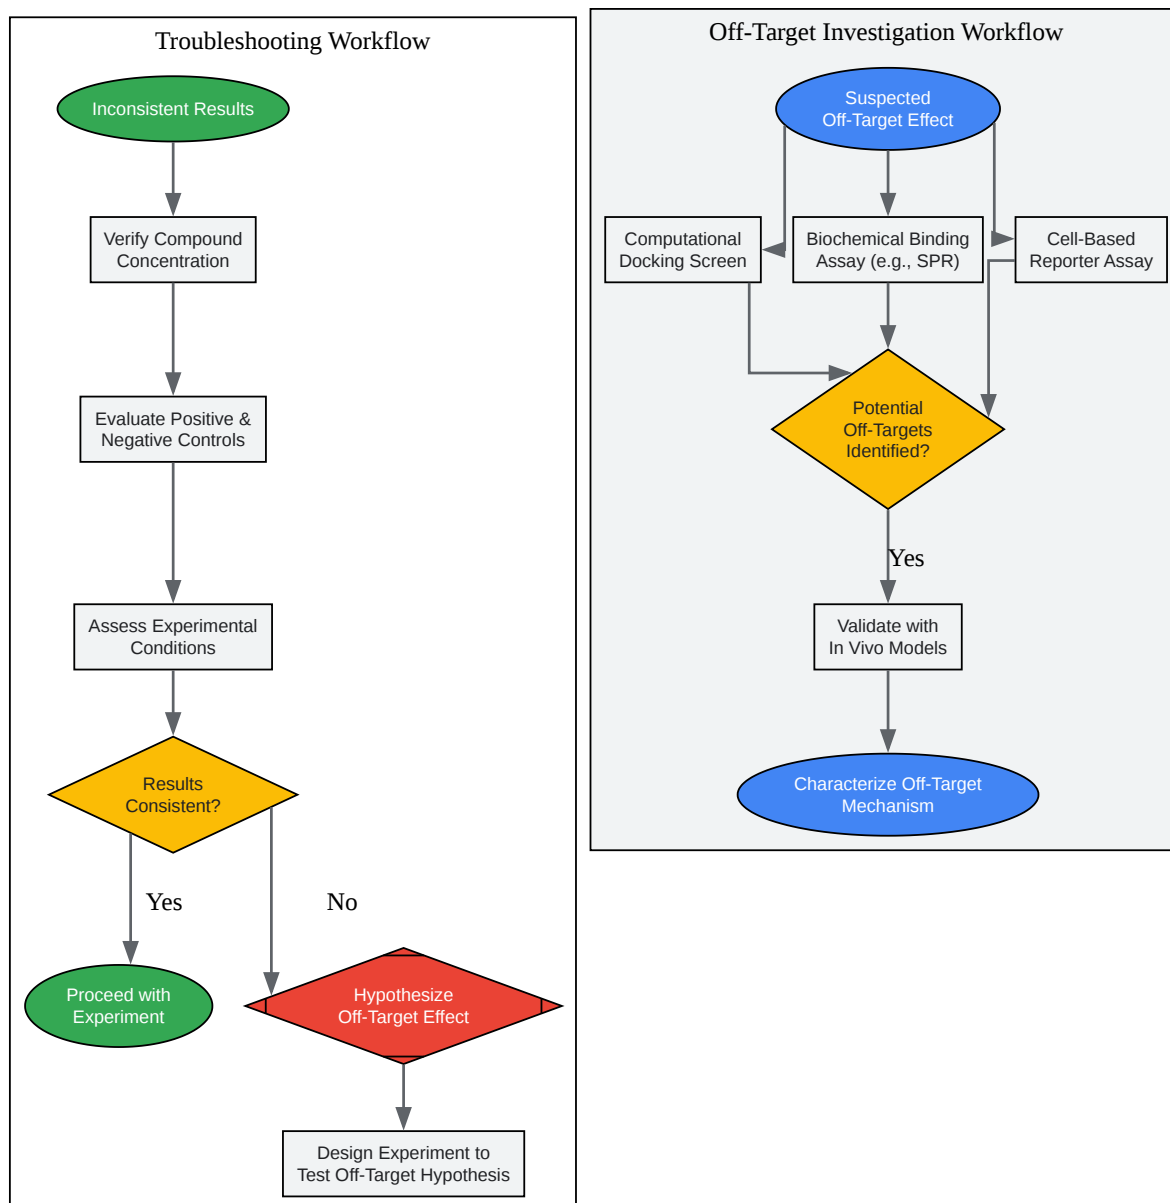 Troubleshooting Workflow
Inconsistent Results
Verify Compound
Concentration
Evaluate Positive &
Negative Controls
Assess Experimental
Conditions
Results
Consistent?
Yes
No
Proceed with
Experiment
Hypothesize
Off-Target Effect
Design Experiment to
Test Off-Target Hypothesis
Off-Target Investigation Workflow
Suspected
Off-Target Effect
Computational
Docking Screen
Biochemical Binding
Assay (e.g., SPR)
Cell-Based
Reporter Assay
Potential
Off-Targets
Identified?
Yes
Validate with
In Vivo Models
Characterize Off-Target
Mechanism